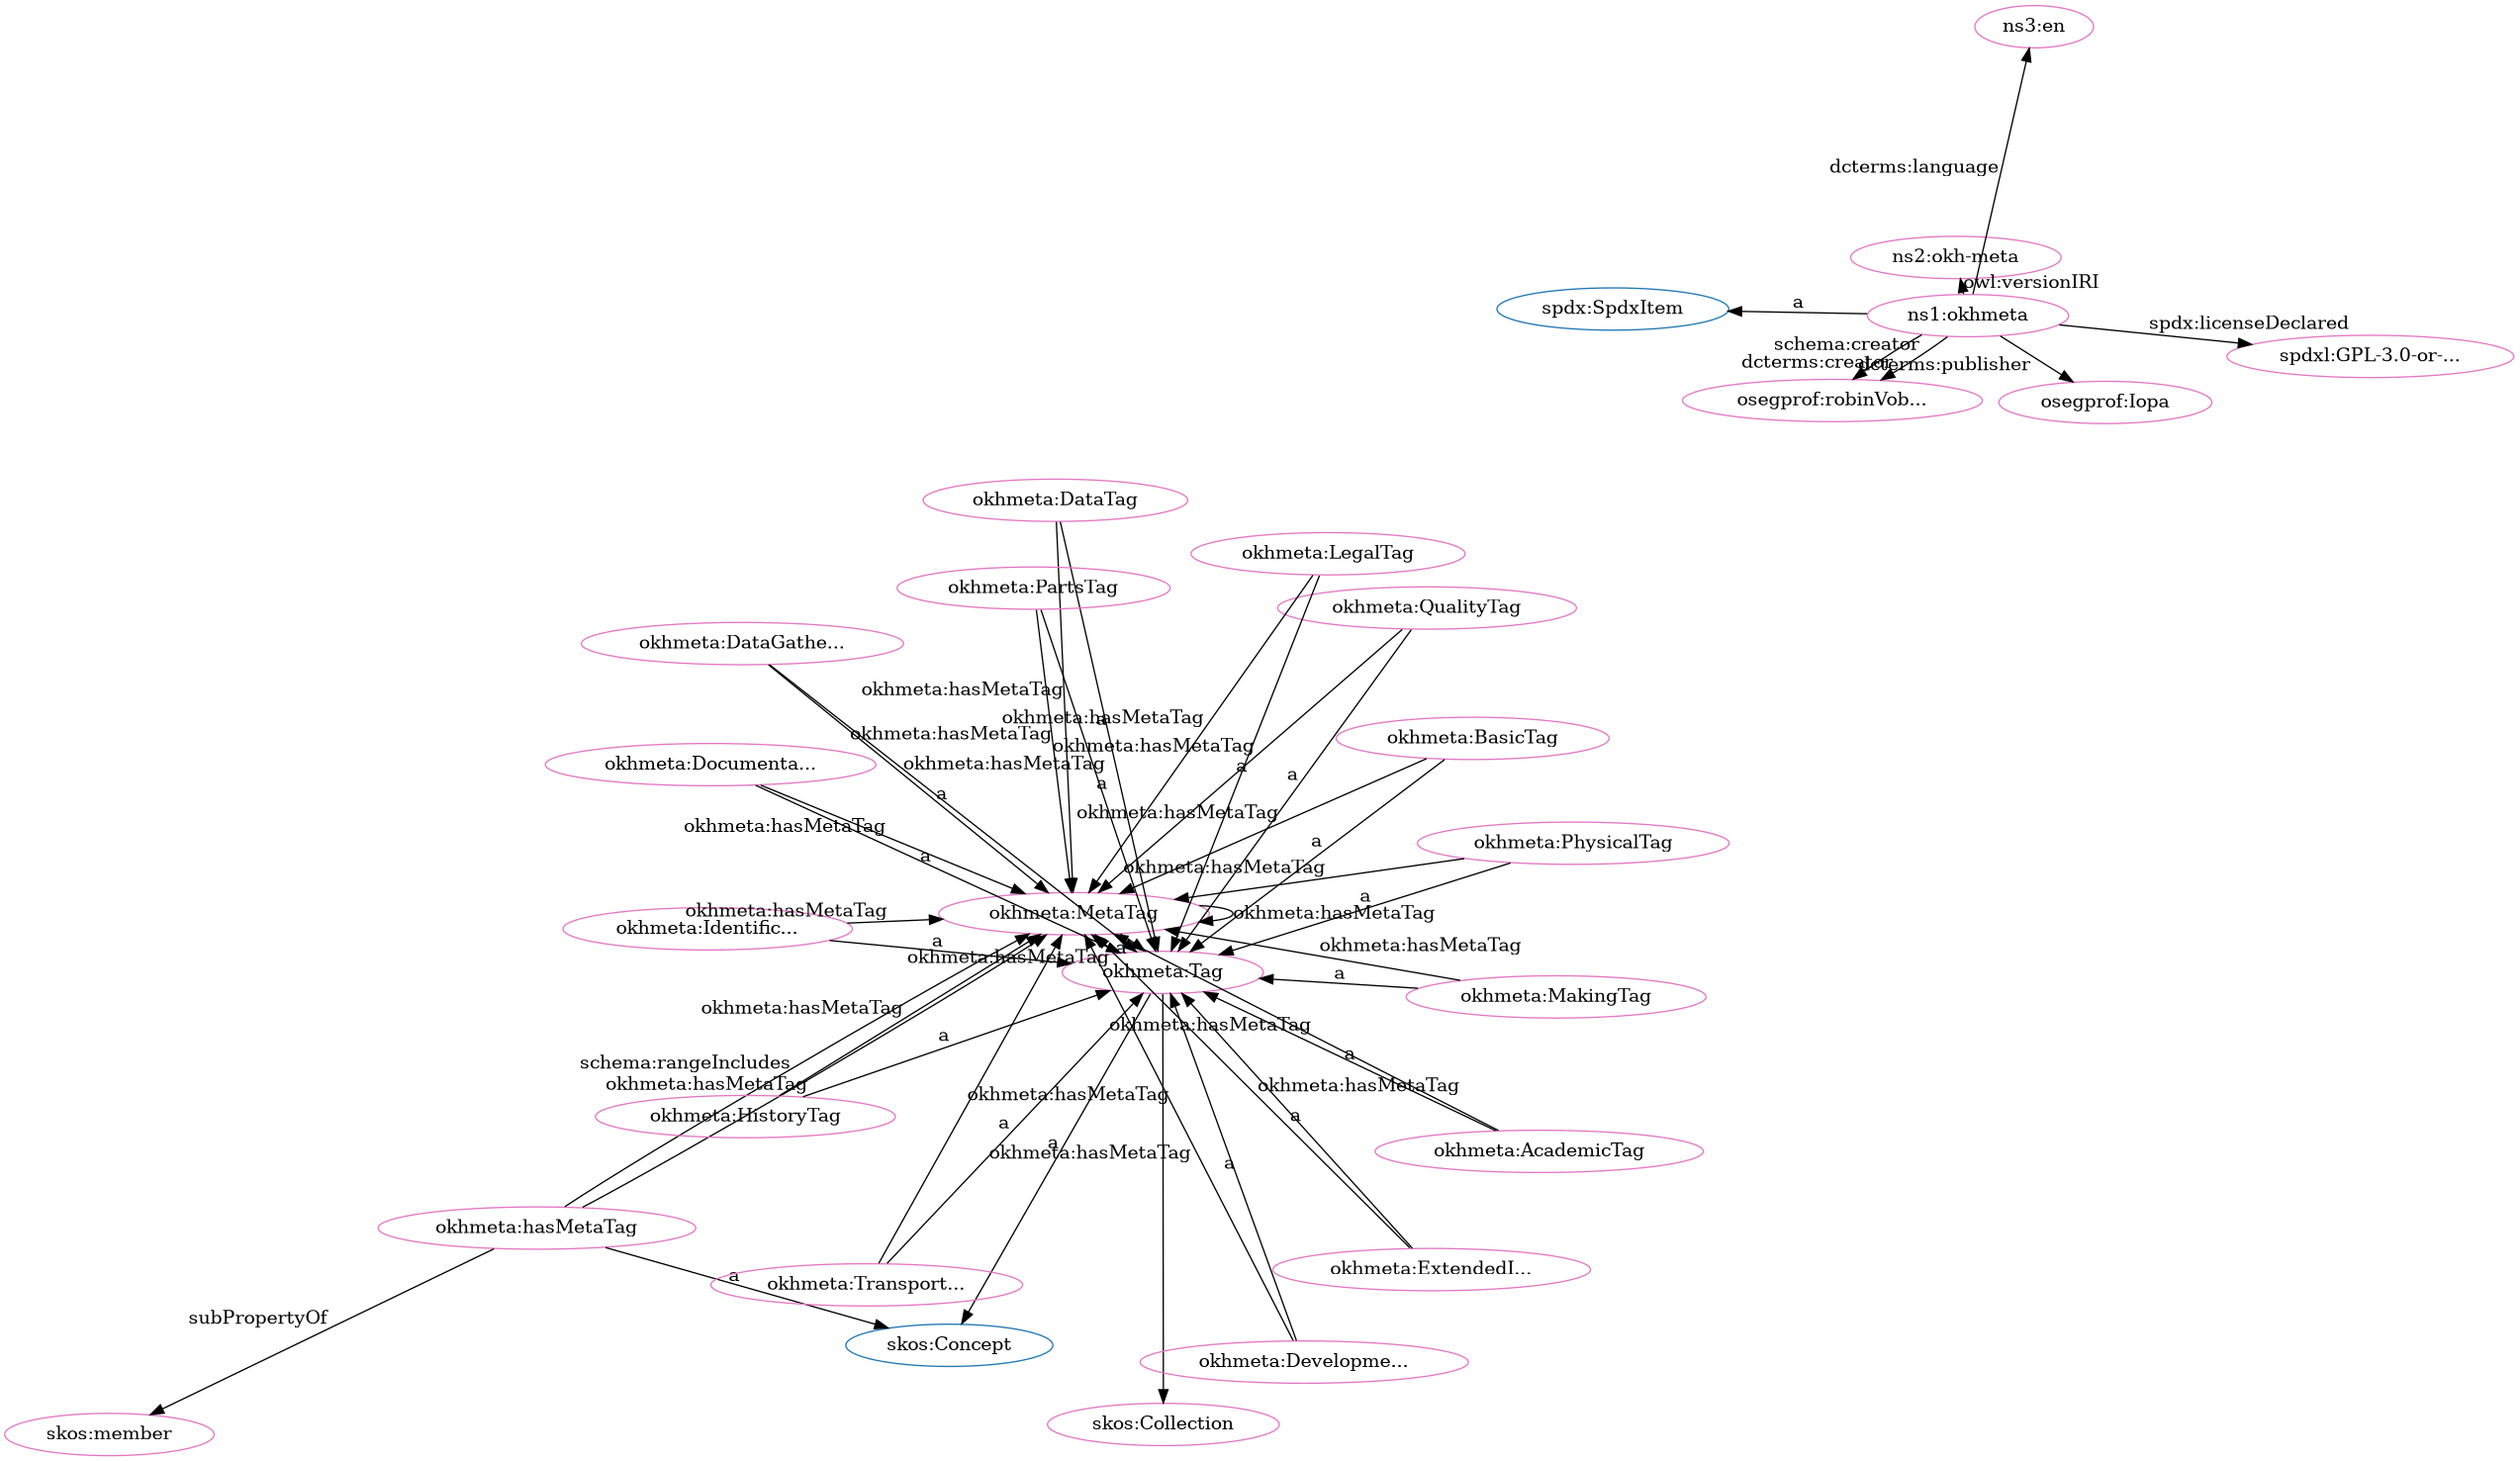 ns3:en
dcterms:language
ns2:okh-meta
owl:versionIRI
spdx:SpdxItem
a
ns1:okhmeta
spdx:licenseDeclared
schema:creator
spdxl:GPL-3.0-or-...
dcterms:creator
dcterms:publisher
osegprof:robinVob...
osegprof:Iopa
okhmeta:DataTag
okhmeta:LegalTag
okhmeta:PartsTag
okhmeta:QualityTag
okhmeta:DataGathe...
okhmeta:hasMetaTag
okhmeta:hasMetaTag
a
okhmeta:hasMetaTag
okhmeta:BasicTag
okhmeta:hasMetaTag
okhmeta:Documenta...
okhmeta:hasMetaTag
a
a
a
a
okhmeta:hasMetaTag
okhmeta:hasMetaTag
a
okhmeta:PhysicalTag
a
okhmeta:hasMetaTag
a
okhmeta:hasMetaTag
okhmeta:MetaTag
okhmeta:hasMetaTag
okhmeta:Identific...
a
a
okhmeta:hasMetaTag
okhmeta:hasMetaTag
okhmeta:Tag
a
okhmeta:MakingTag
okhmeta:hasMetaTag
okhmeta:hasMetaTag
a
a
schema:rangeIncludes
okhmeta:hasMetaTag
okhmeta:hasMetaTag
okhmeta:hasMetaTag
okhmeta:HistoryTag
a
a
a
okhmeta:hasMetaTag
okhmeta:AcademicTag
a
okhmeta:hasMetaTag
okhmeta:ExtendedI...
a
okhmeta:Transport...
subPropertyOf
skos:Concept
okhmeta:Developme...
skos:Collection
skos:member